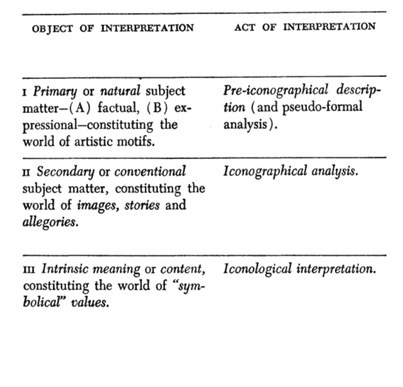 OBJECT OF INTERPRETATION
ACT OF INTERPRETATION
I Primary or natural subject
matter—(A) factual, (B) ex-
pressional—constituting the
world of artistic motifs.
Pre-iconographical descrip-
tion (and pseudo-formal
analysis).
II Secondary or conventional
subject matter, constituting the
world of images, stories and
allegories.
Iconographical analysis.
III Intrinsic meaning or content,
constituting the world of "sym-
bolical" values.
Iconological interpretation.